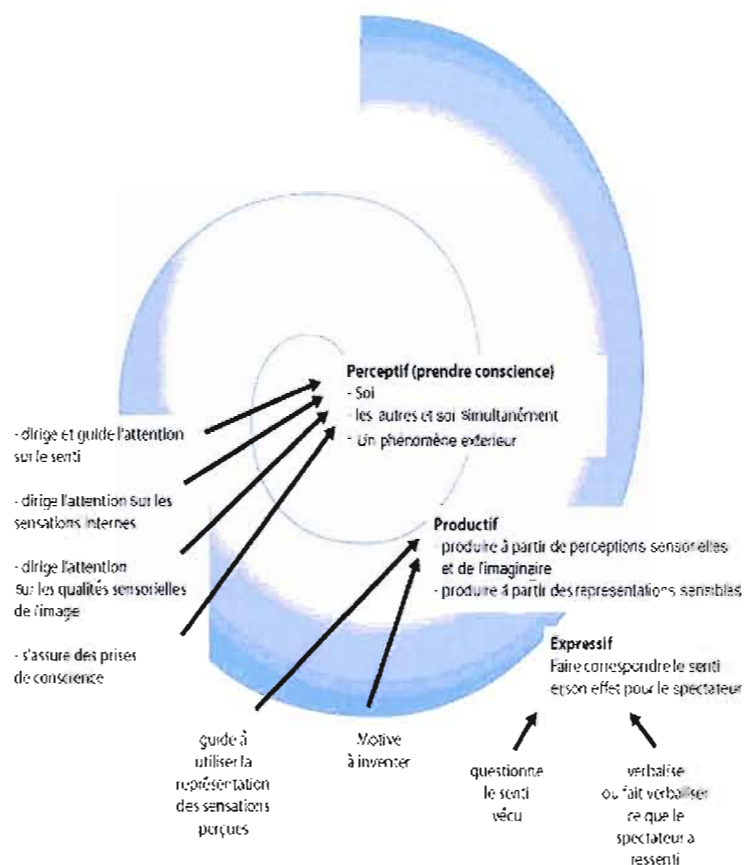 Perceptif (prendre conscience)
- Soi
- les autres et soi simultanément
- Un phénomène extérieur
- dirige et guide l'attention
sur le senti
- dirige l'attention sur les
sensations internes
- dirige l'attention
sur les qualités sensorielles
de l'image
- s'assure des prises
de conscience
Productif
- produire à partir de perceptions sensorielles
et de l'imaginaire
- produire à partir des representations sensibles
Expressif
Faire correspondre le senti
et son effet pour le spectateur
guide à
utiliser la
représentation
des sensations
perçues
Motive
à inventer
questionne
le senti
vécu
verbalise
ou fait verbaliser
ce que le
spectateur a
ressenti